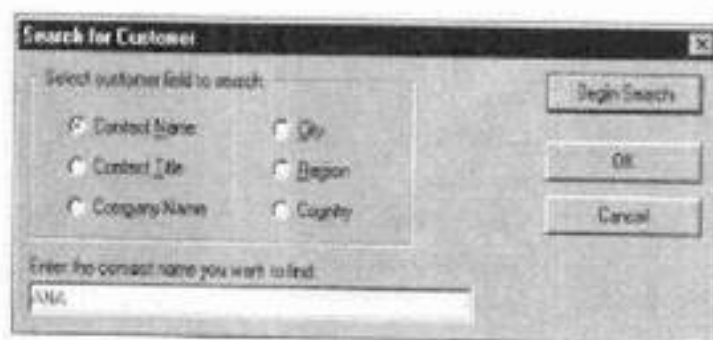 Search for Customer
Select customer field to search:
Contact Name
City
Contact Title
Region
Company Name
Country
Begin Search
OK
Cancel
Enter the contact name you want to find:
ANA